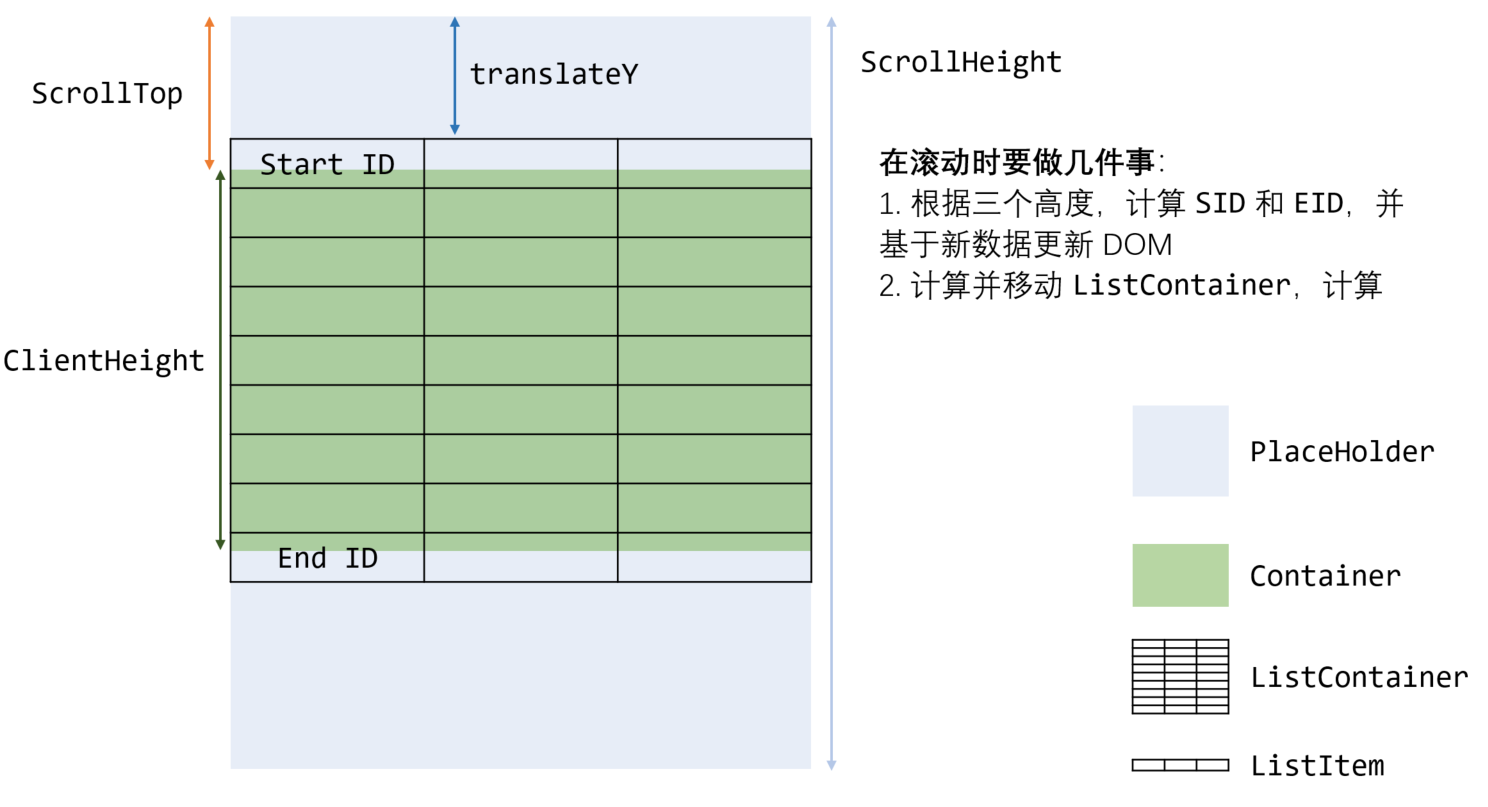 ScrollTop
translateY
ScrollHeight
Start ID
ClientHeight
End ID
在滚动时要做几件事:
1. 根据三个高度，计算 SID 和 EID，并
基于新数据更新 DOM
2. 计算并移动 ListContainer，计算
PlaceHolder
Container
ListContainer
ListItem